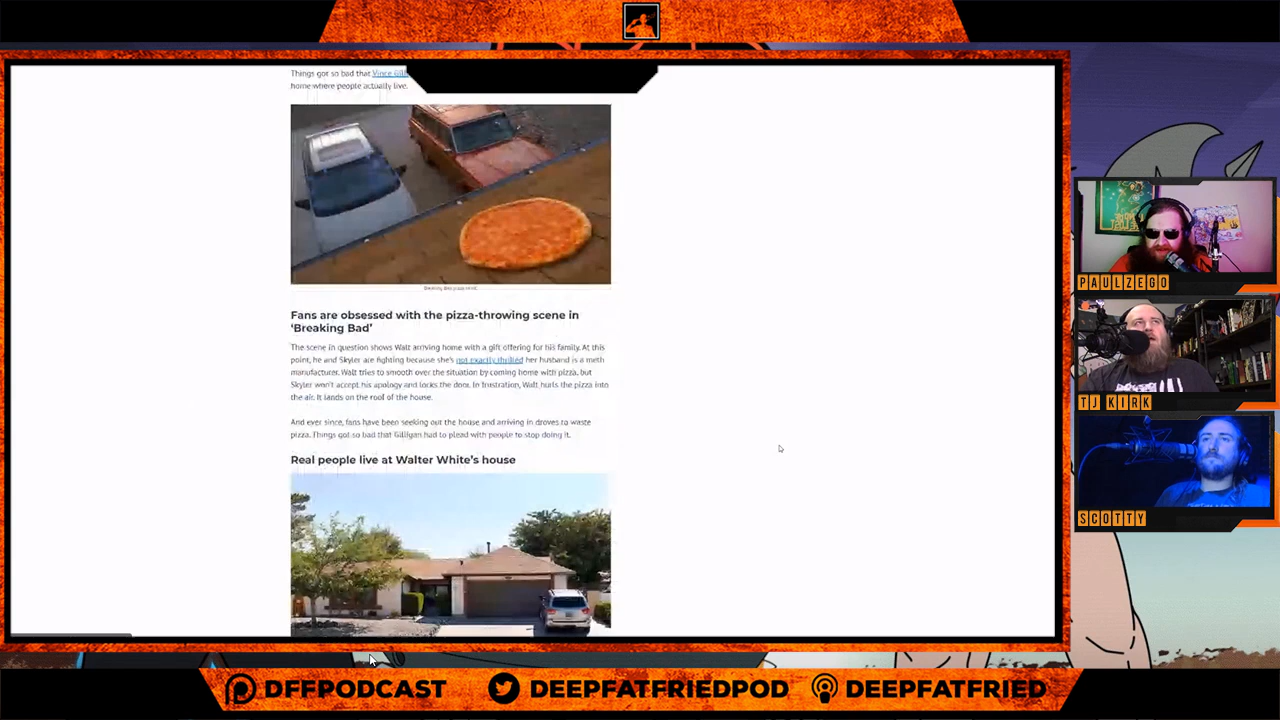 Things got so bad that Vince Gilli
home where people actually live.
Fans are obsessed with the pizza-throwing scene in
‘Breaking Bad’
The scene in question shows Walt arriving home with a gift offering for his family. At this
point, he and Skyler are fighting because she's not exactly thrilled her husband is a meth
manufacturer. Walt tries to smooth over the situation by coming home with pizza, but
Skyler won't accept his apology and locks the door. In frustration, Walt hurls the pizza into
the air. It lands on the roof of the house.
And ever since, fans have been seeking out the house and arriving in droves to waste
pizza. Things got so bad that Gilligan had to plead with people to stop doing it.
Real people live at Walter White's house
PAULZEGO
TJ KIRK
SCOTTY
DFFPODCAST
DEEPFATFRIEDPOD
DEEPFATFRIED